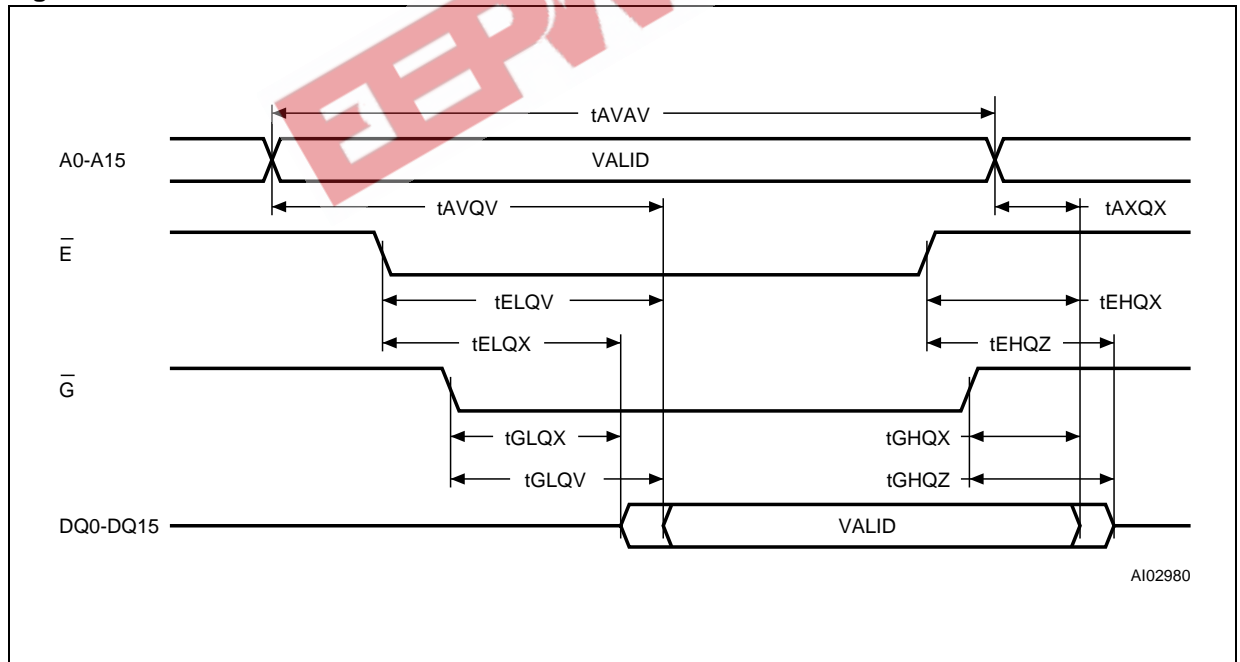 tAVAV
A0-A15 VALID
tAVQV tAXQX
E̅
tELQV tEHQX
tELQX tEHQZ
G̅
tGLQX tGHQX
tGLQV tGHQZ
DQ0-DQ15 VALID
AI02980